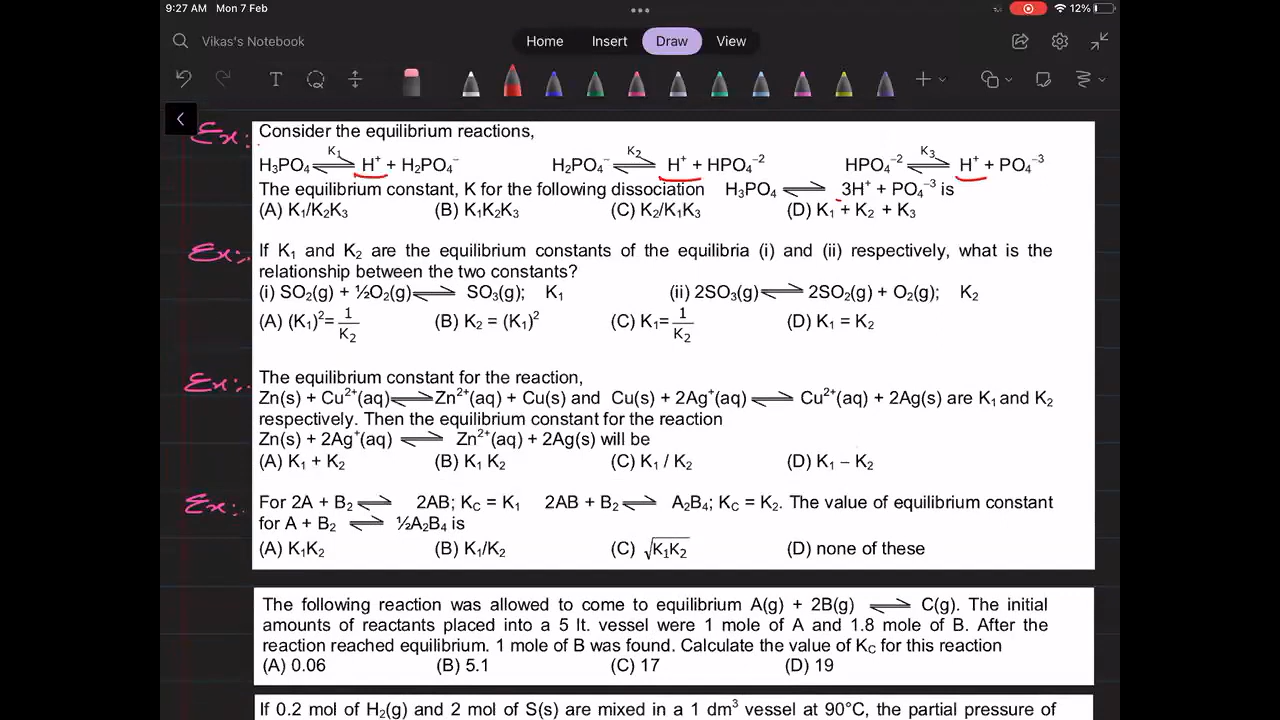 9:27 AM Mon 7 Feb
12%
Vikas's Notebook
Home Insert Draw View
Ex:.
Consider the equilibrium reactions,
H₃PO₄ ⇌ H⁺ + H₂PO₄⁻ K₁ H₂PO₄⁻ ⇌ H⁺ + HPO₄⁻² K₂ HPO₄⁻² ⇌ H⁺ + PO₄⁻³ K₃
The equilibrium constant, K for the following dissociation H₃PO₄ ⇌ 3H⁺ + PO₄⁻³ is
(A) K₁/K₂K₃ (B) K₁K₂K₃ (C) K₂/K₁K₃ (D) K₁ + K₂ + K₃
Ex:.
If K₁ and K₂ are the equilibrium constants of the equilibria (i) and (ii) respectively, what is the
relationship between the two constants?
(i) SO₂(g) + ½O₂(g) ⇌ SO₃(g); K₁ (ii) 2SO₃(g) ⇌ 2SO₂(g) + O₂(g); K₂
(A) (K₁)² = 1/K₂ (B) K₂ = (K₁)² (C) K₁ = 1/K₂ (D) K₁ = K₂
Ex:.
The equilibrium constant for the reaction,
Zn(s) + Cu²⁺(aq) ⇌ Zn²⁺(aq) + Cu(s) and Cu(s) + 2Ag⁺(aq) ⇌ Cu²⁺(aq) + 2Ag(s) are K₁ and K₂
respectively. Then the equilibrium constant for the reaction
Zn(s) + 2Ag⁺(aq) ⇌ Zn²⁺(aq) + 2Ag(s) will be
(A) K₁ + K₂ (B) K₁ K₂ (C) K₁ / K₂ (D) K₁ – K₂
Ex:.
For 2A + B₂ ⇌ 2AB; K_C = K₁ 2AB + B₂ ⇌ A₂B₄; K_C = K₂. The value of equilibrium constant
for A + B₂ ⇌ ½A₂B₄ is
(A) K₁K₂ (B) K₁/K₂ (C) √K₁K₂ (D) none of these
The following reaction was allowed to come to equilibrium A(g) + 2B(g) ⇌ C(g). The initial
amounts of reactants placed into a 5 lt. vessel were 1 mole of A and 1.8 mole of B. After the
reaction reached equilibrium. 1 mole of B was found. Calculate the value of K_C for this reaction
(A) 0.06 (B) 5.1 (C) 17 (D) 19
If 0.2 mol of H₂(g) and 2 mol of S(s) are mixed in a 1 dm³ vessel at 90°C, the partial pressure of